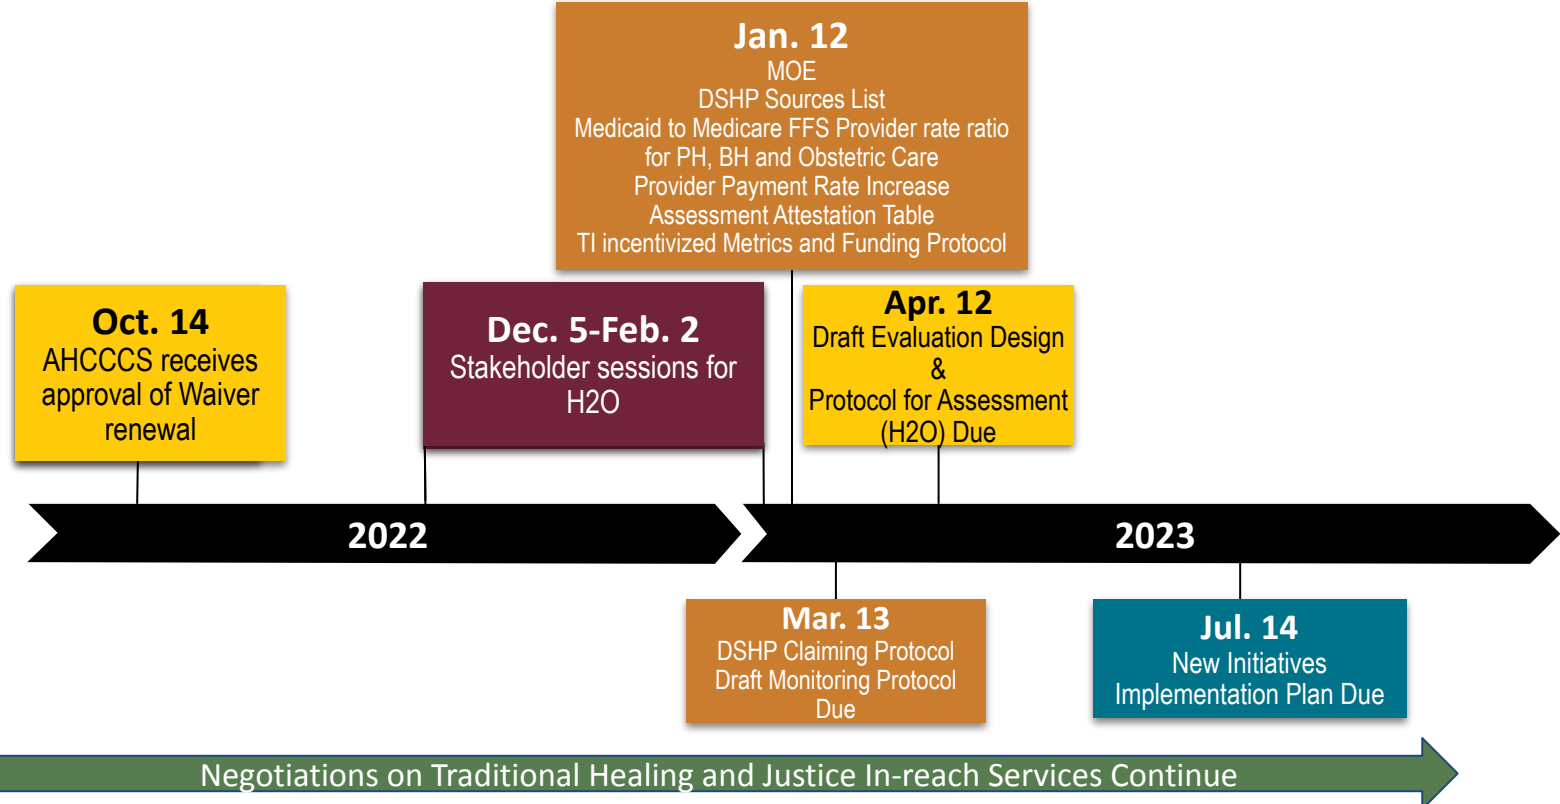 Jan. 12
MOE
DSHP Sources List
Medicaid to Medicare FFS Provider rate ratio
for PH, BH and Obstetric Care
Provider Payment Rate Increase
Assessment Attestation Table
TI incentivized Metrics and Funding Protocol
Oct. 14
AHCCCS receives
approval of Waiver
renewal
Dec. 5-Feb. 2
Stakeholder sessions for
H2O
Apr. 12
Draft Evaluation Design
&
Protocol for Assessment
(H2O) Due
2022
2023
Mar. 13
DSHP Claiming Protocol
Draft Monitoring Protocol
Due
Jul. 14
New Initiatives
Implementation Plan Due
Negotiations on Traditional Healing and Justice In-reach Services Continue